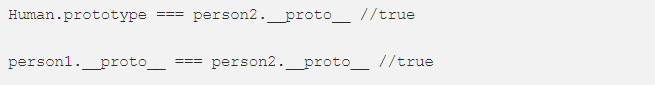 Human.prototype === person2.__proto__ //true
person1.__proto__ === person2.__proto__ //true